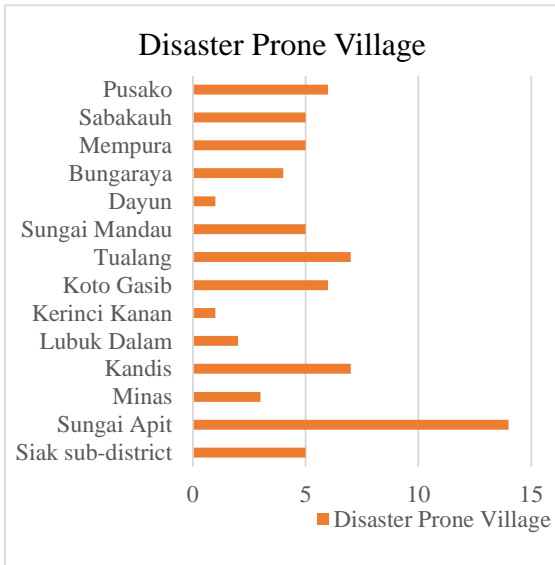 Disaster Prone Village
Pusako
Sabakauh
Mempura
Bungaraya
Dayun
Sungai Mandau
Tualang
Koto Gasib
Kerinci Kanan
Lubuk Dalam
Kandis
Minas
Sungai Apit
Siak sub-district
0 5 10 15
Disaster Prone Village